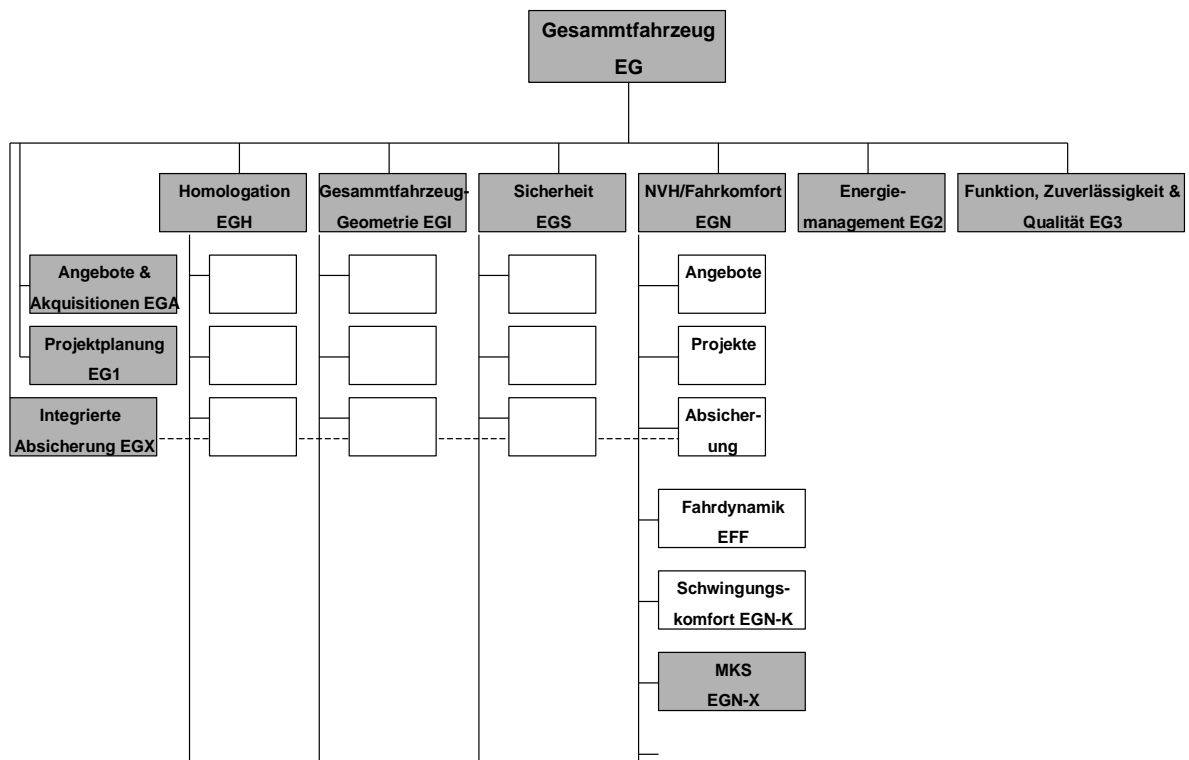 Gesammtfahrzeug
EG
Homologation
EGH
Gesammtfahrzeug-
Geometrie EGI
Sicherheit
EGS
NVH/Fahrkomfort
EGN
Energie-
management EG2
Funktion, Zuverlässigkeit &
Qualität EG3
Angebote &
Akquisitionen EGA
Angebote
Projektplanung
EG1
Projekte
Integrierte
Absicherung EGX
Absicher-
ung
Fahrdynamik
EFF
Schwingungs-
komfort EGN-K
MKS
EGN-X